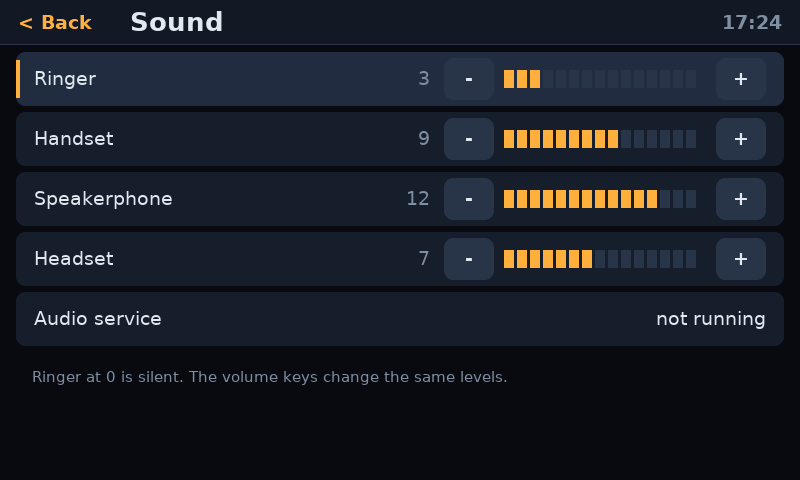 < Back Sound 17:24
Ringer 3 - +
Handset 9 - +
Speakerphone 12 - +
Headset 7 - +
Audio service not running
Ringer at 0 is silent. The volume keys change the same levels.